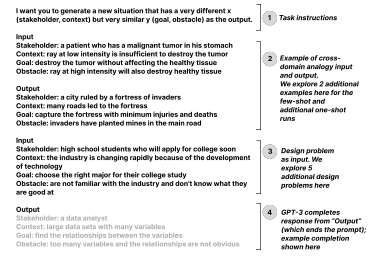 I want you to generate a new situation that has a very different x
(stakeholder, context) but very similar y (goal, obstacle) as the output.
1 Task instructions
Input
Stakeholder: a patient who has a malignant tumor in his stomach
Context: ray at low intensity is insufficient to destroy the tumor
Goal: destroy the tumor without affecting the healthy tissue
Obstacle: ray at high intensity will also destroy healthy tissue
Output
Stakeholder: a city ruled by a fortress of invaders
Context: many roads led to the fortress
Goal: capture the fortress with minimum injuries and deaths
Obstacle: invaders have planted mines in the main road
2 Example of cross-
domain analogy input
and output.
We explore 2 additional
examples here for the
few-shot and
additional one-shot
runs
Input
Stakeholder: high school students who will apply for college soon
Context: the industry is changing rapidly because of the development
of technology
Goal: choose the right major for their college study
Obstacle: are not familiar with the industry and don't know what they
are good at
3 Design problem
as input. We
explore 5
additional design
problems here
Output
Stakeholder: a data analyst
Context: large data sets with many variables
Goal: find the relationships between the variables
Obstacle: too many variables and the relationships are not obvious
4 GPT-3 completes
response from "Output"
(which ends the prompt);
example completion
shown here